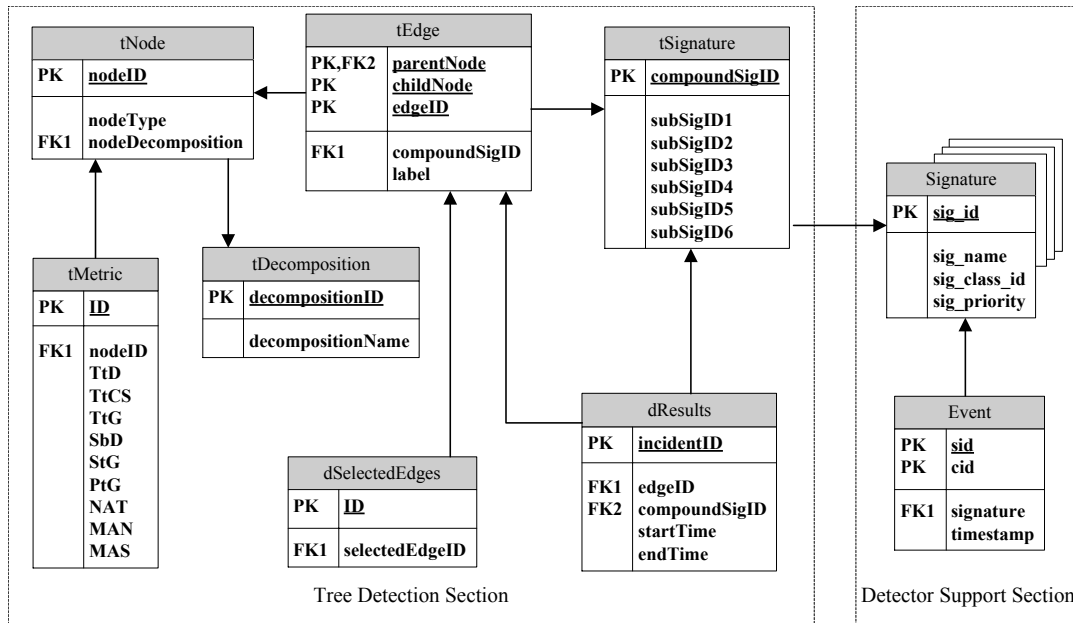 tNode
PK nodeID
nodeType
FK1 nodeDecomposition
tEdge
PK,FK2 parentNode
PK childNode
PK edgeID
FK1 compoundSigID
label
tSignature
PK compoundSigID
subSigID1
subSigID2
subSigID3
subSigID4
subSigID5
subSigID6
Signature
PK sig_id
sig_name
sig_class_id
sig_priority
tMetric
PK ID
FK1 nodeID
TtD
TtCS
TtG
SbD
StG
PtG
NAT
MAN
MAS
tDecomposition
PK decompositionID
decompositionName
dSelectedEdges
PK ID
FK1 selectedEdgeID
dResults
PK incidentID
FK1 edgeID
FK2 compoundSigID
startTime
endTime
Event
PK sid
PK cid
FK1 signature
timestamp
Tree Detection Section
Detector Support Section